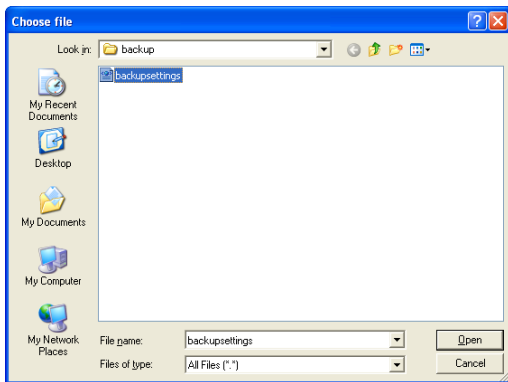 Choose file
Look in:
backup
backupsettings
My Recent
Documents
Desktop
My Documents
My Computer
My Network
Places
File name:
backupsettings
Open
Files of type:
All Files (*.*)
Cancel